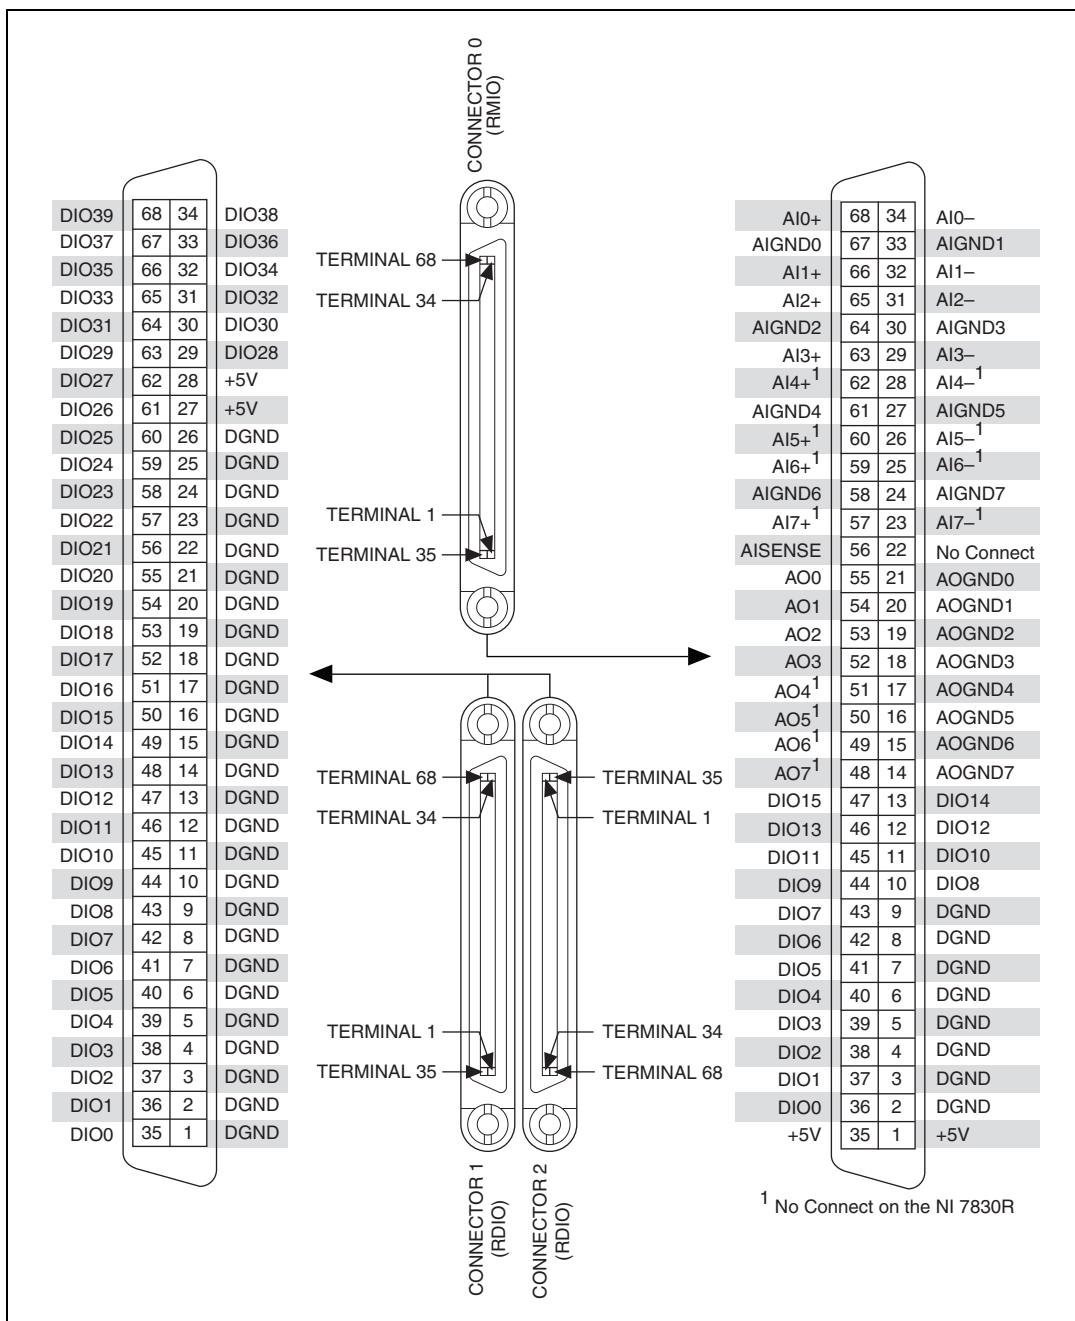 CONNECTOR 0
(RMIO)
TERMINAL 68
TERMINAL 34
TERMINAL 1
TERMINAL 35
DIO39 68 34 DIO38
DIO37 67 33 DIO36
DIO35 66 32 DIO34
DIO33 65 31 DIO32
DIO31 64 30 DIO30
DIO29 63 29 DIO28
DIO27 62 28 +5V
DIO26 61 27 +5V
DIO25 60 26 DGND
DIO24 59 25 DGND
DIO23 58 24 DGND
DIO22 57 23 DGND
DIO21 56 22 DGND
DIO20 55 21 DGND
DIO19 54 20 DGND
DIO18 53 19 DGND
DIO17 52 18 DGND
DIO16 51 17 DGND
DIO15 50 16 DGND
DIO14 49 15 DGND
DIO13 48 14 DGND
DIO12 47 13 DGND
DIO11 46 12 DGND
DIO10 45 11 DGND
DIO9 44 10 DGND
DIO8 43 9 DGND
DIO7 42 8 DGND
DIO6 41 7 DGND
DIO5 40 6 DGND
DIO4 39 5 DGND
DIO3 38 4 DGND
DIO2 37 3 DGND
DIO1 36 2 DGND
DIO0 35 1 DGND
TERMINAL 68
TERMINAL 34
TERMINAL 1
TERMINAL 35
TERMINAL 35
TERMINAL 1
TERMINAL 34
TERMINAL 68
CONNECTOR 1
(RDIO)
CONNECTOR 2
(RDIO)
AI0+ 68 34 AI0–
AIGND0 67 33 AIGND1
AI1+ 66 32 AI1–
AI2+ 65 31 AI2–
AIGND2 64 30 AIGND3
AI3+ 63 29 AI3–
AI4+1 62 28 AI4–1
AIGND4 61 27 AIGND5
AI5+1 60 26 AI5–1
AI6+1 59 25 AI6–1
AIGND6 58 24 AIGND7
AI7+1 57 23 AI7–1
AISENSE 56 22 No Connect
AO0 55 21 AOGND0
AO1 54 20 AOGND1
AO2 53 19 AOGND2
AO3 52 18 AOGND3
AO41 51 17 AOGND4
AO51 50 16 AOGND5
AO61 49 15 AOGND6
AO71 48 14 AOGND7
DIO15 47 13 DIO14
DIO13 46 12 DIO12
DIO11 45 11 DIO10
DIO9 44 10 DIO8
DIO7 43 9 DGND
DIO6 42 8 DGND
DIO5 41 7 DGND
DIO4 40 6 DGND
DIO3 39 5 DGND
DIO2 38 4 DGND
DIO1 37 3 DGND
DIO0 36 2 DGND
+5V 35 1 +5V
1 No Connect on the NI 7830R